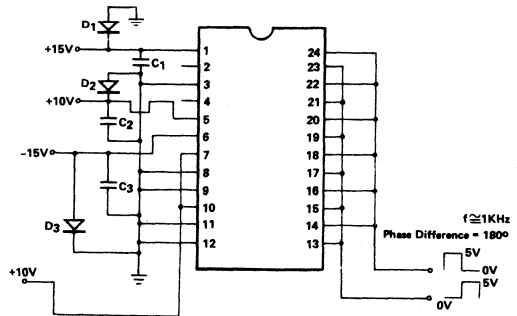 D1
+15V
C1
D2
+10V
C2
-15V
C3
D3
+10V
1
2
3
4
5
6
7
8
9
10
11
12
24
23
22
21
20
19
18
17
16
15
14
13
f≅1KHz
Phase Difference = 180º
5V
0V
5V
0V